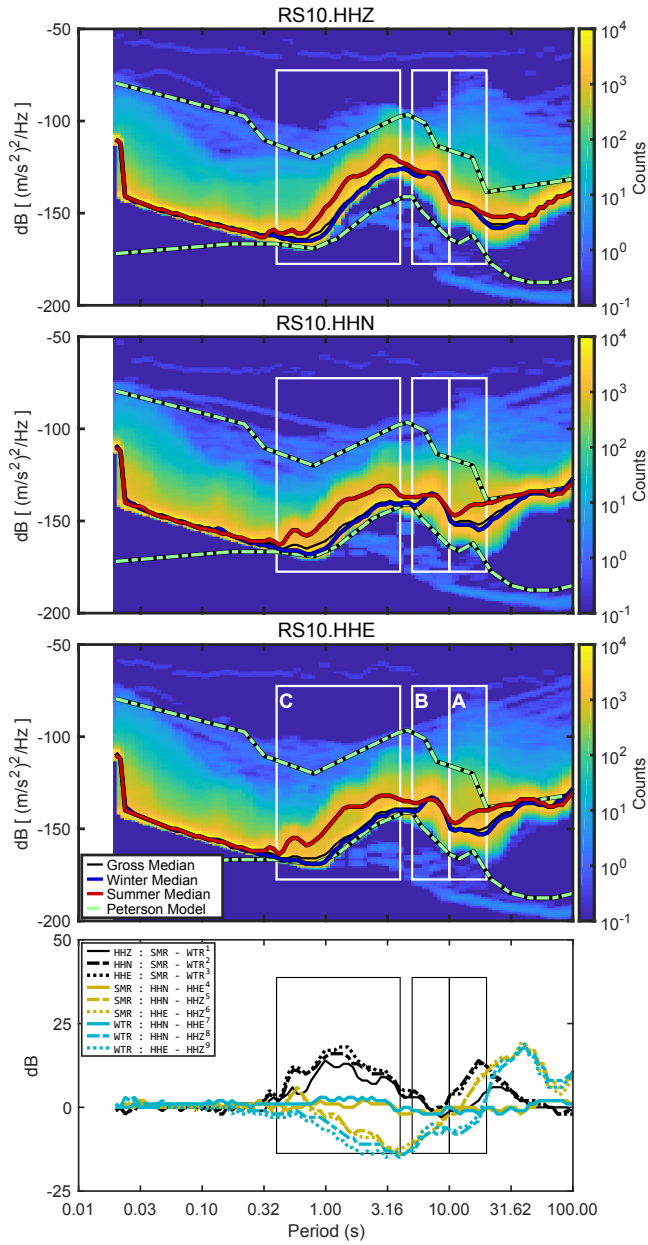 RS10.HHZ
-50
-100
-150
-200
dB [ (m/s²)²/Hz]
10⁴
10³
10²
10¹
10⁰
10⁻¹
Counts
RS10.HHN
-50
-100
-150
-200
dB [ (m/s²)²/Hz]
10⁴
10³
10²
10¹
10⁰
10⁻¹
Counts
RS10.HHE
-50
-100
-150
-200
dB [ (m/s²)²/Hz]
C B A
Gross Median
Winter Median
Summer Median
Peterson Model
10⁴
10³
10²
10¹
10⁰
10⁻¹
Counts
50
25
0
-25
dB
HHZ : SMR - WTR¹
HHN : SMR - WTR²
HHE : SMR - WTR³
SMR : HHN - HHE⁴
SMR : HHN - HHZ⁵
SMR : HHE - HHZ⁶
WTR : HHN - HHE⁷
WTR : HHN - HHZ⁸
WTR : HHE - HHZ⁹
0.01 0.03 0.10 0.32 1.00 3.16 10.00 31.62 100.00
Period (s)